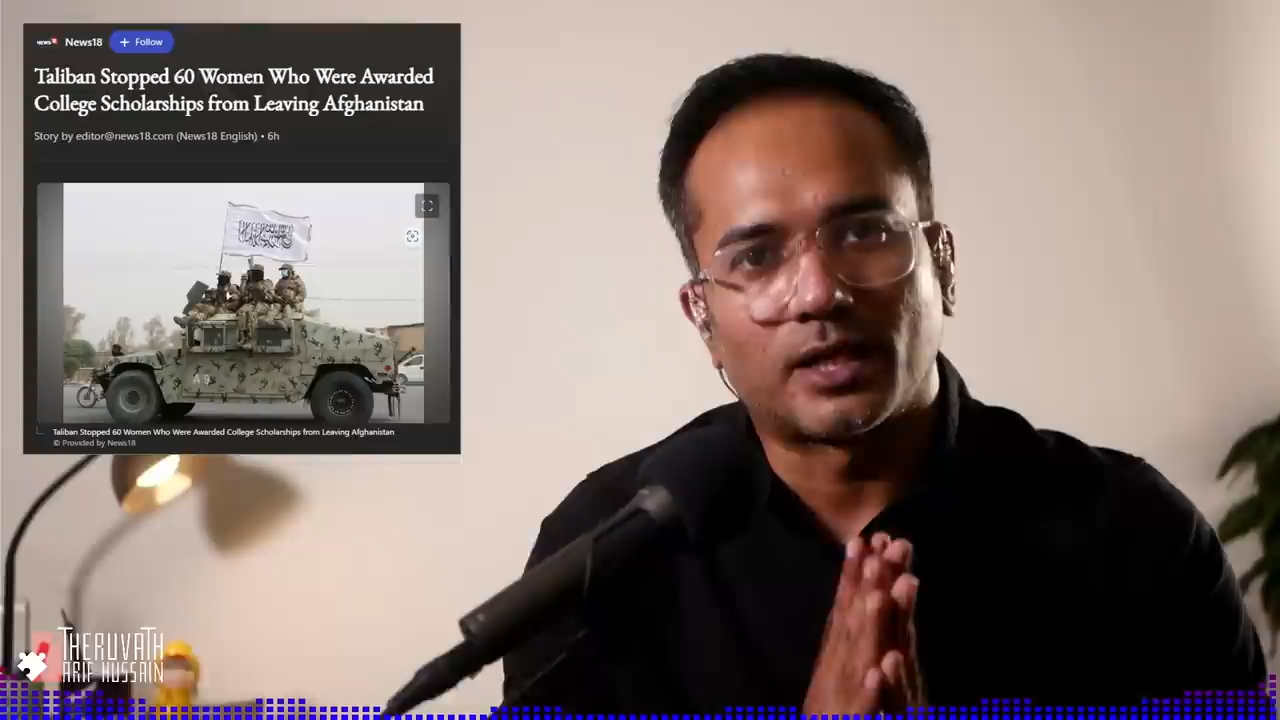 NEWS18
News18
+ Follow
Taliban Stopped 60 Women Who Were Awarded
College Scholarships from Leaving Afghanistan
Story by editor@news18.com (News18 English) • 6h
A 9
Taliban Stopped 60 Women Who Were Awarded College Scholarships from Leaving Afghanistan
© Provided by News18
THERUVATH
ARIF HUSSAIN